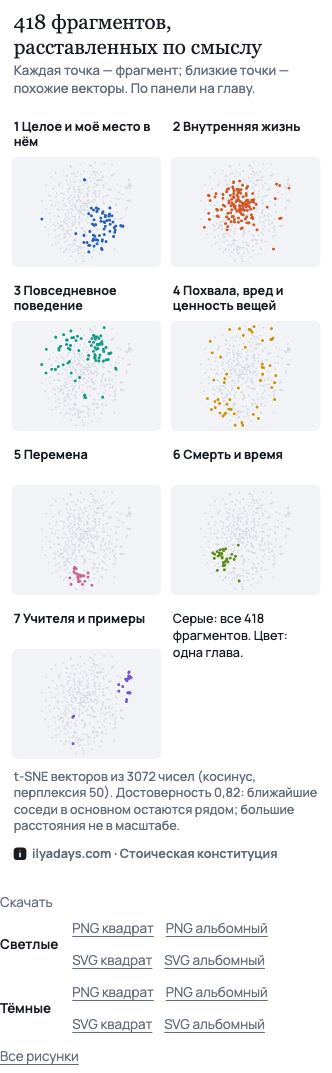 418 фрагментов,
расставленных по смыслу
Каждая точка — фрагмент; близкие точки —
похожие векторы. По панели на главу.
1 Целое и моё место в
нём
2 Внутренняя жизнь
3 Повседневное
поведение
4 Похвала, вред и
ценность вещей
5 Перемена
6 Смерть и время
7 Учителя и примеры
Серые: все 418
фрагментов. Цвет:
одна глава.
t-SNE векторов из 3072 чисел (косинус,
перплексия 50). Достоверность 0,82: ближайшие
соседи в основном остаются рядом; большие
расстояния не в масштабе.
i ilyadays.com · Стоическая конституция
Скачать
Светлые
PNG квадрат PNG альбомный
SVG квадрат SVG альбомный
Тёмные
PNG квадрат PNG альбомный
SVG квадрат SVG альбомный
Все рисунки